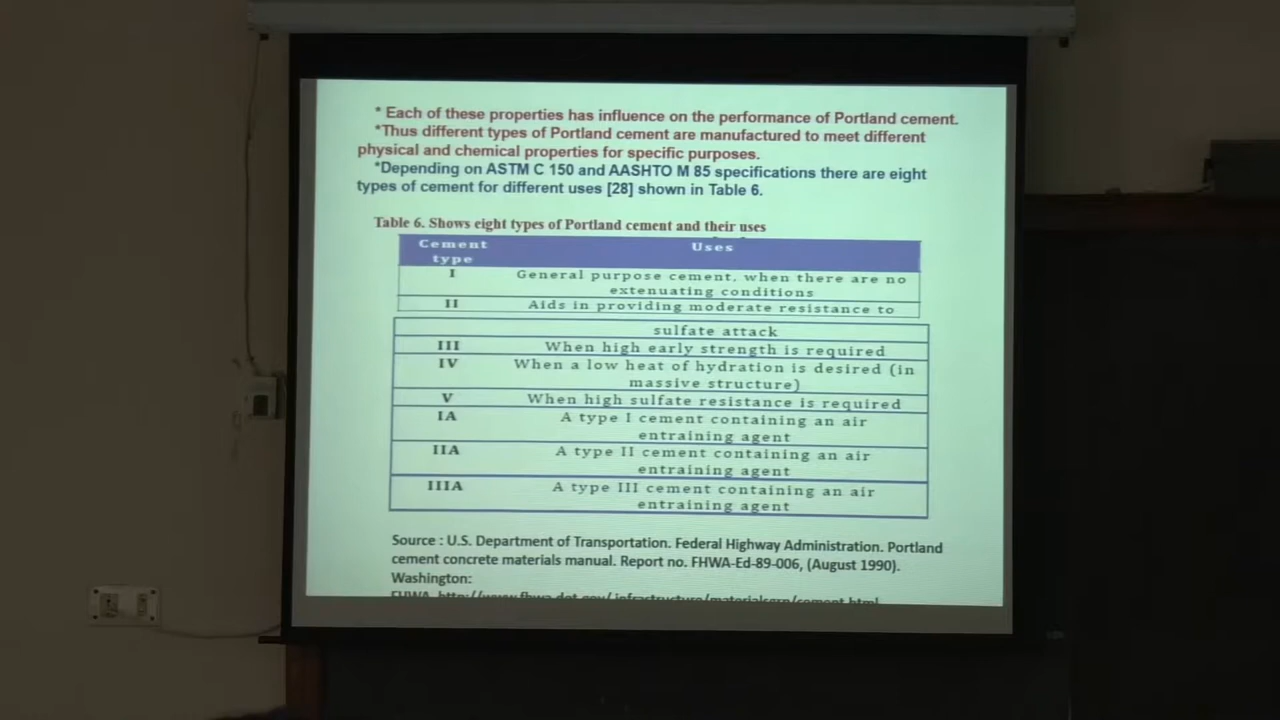 * Each of these properties has influence on the performance of Portland cement.
*Thus different types of Portland cement are manufactured to meet different
physical and chemical properties for specific purposes.
*Depending on ASTM C 150 and AASHTO M 85 specifications there are eight
types of cement for different uses [28] shown in Table 6.
Table 6. Shows eight types of Portland cement and their uses
Cement Uses
type
I General purpose cement, when there are no
extenuating conditions
II Aids in providing moderate resistance to
sulfate attack
III When high early strength is required
IV When a low heat of hydration is desired (in
massive structure)
V When high sulfate resistance is required
IA A type I cement containing an air
entraining agent
IIA A type II cement containing an air
entraining agent
IIIA A type III cement containing an air
entraining agent
Source : U.S. Department of Transportation. Federal Highway Administration. Portland
cement concrete materials manual. Report no. FHWA-Ed-89-006, (August 1990).
Washington: